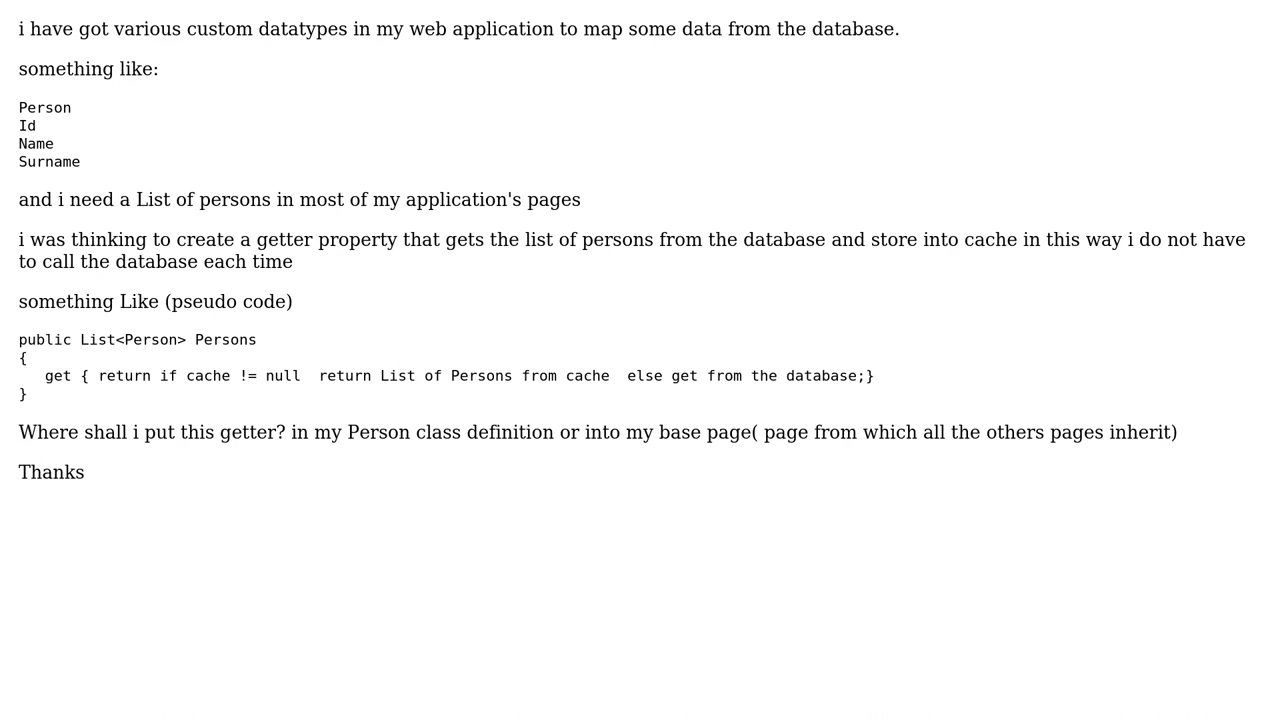 i have got various custom datatypes in my web application to map some data from the database.
something like:
Person
Id
Name
Surname
and i need a List of persons in most of my application's pages
i was thinking to create a getter property that gets the list of persons from the database and store into cache in this way i do not have
to call the database each time
something Like (pseudo code)
public List<Person> Persons
{
   get { return if cache != null  return List of Persons from cache  else get from the database;}
}
Where shall i put this getter? in my Person class definition or into my base page( page from which all the others pages inherit)
Thanks